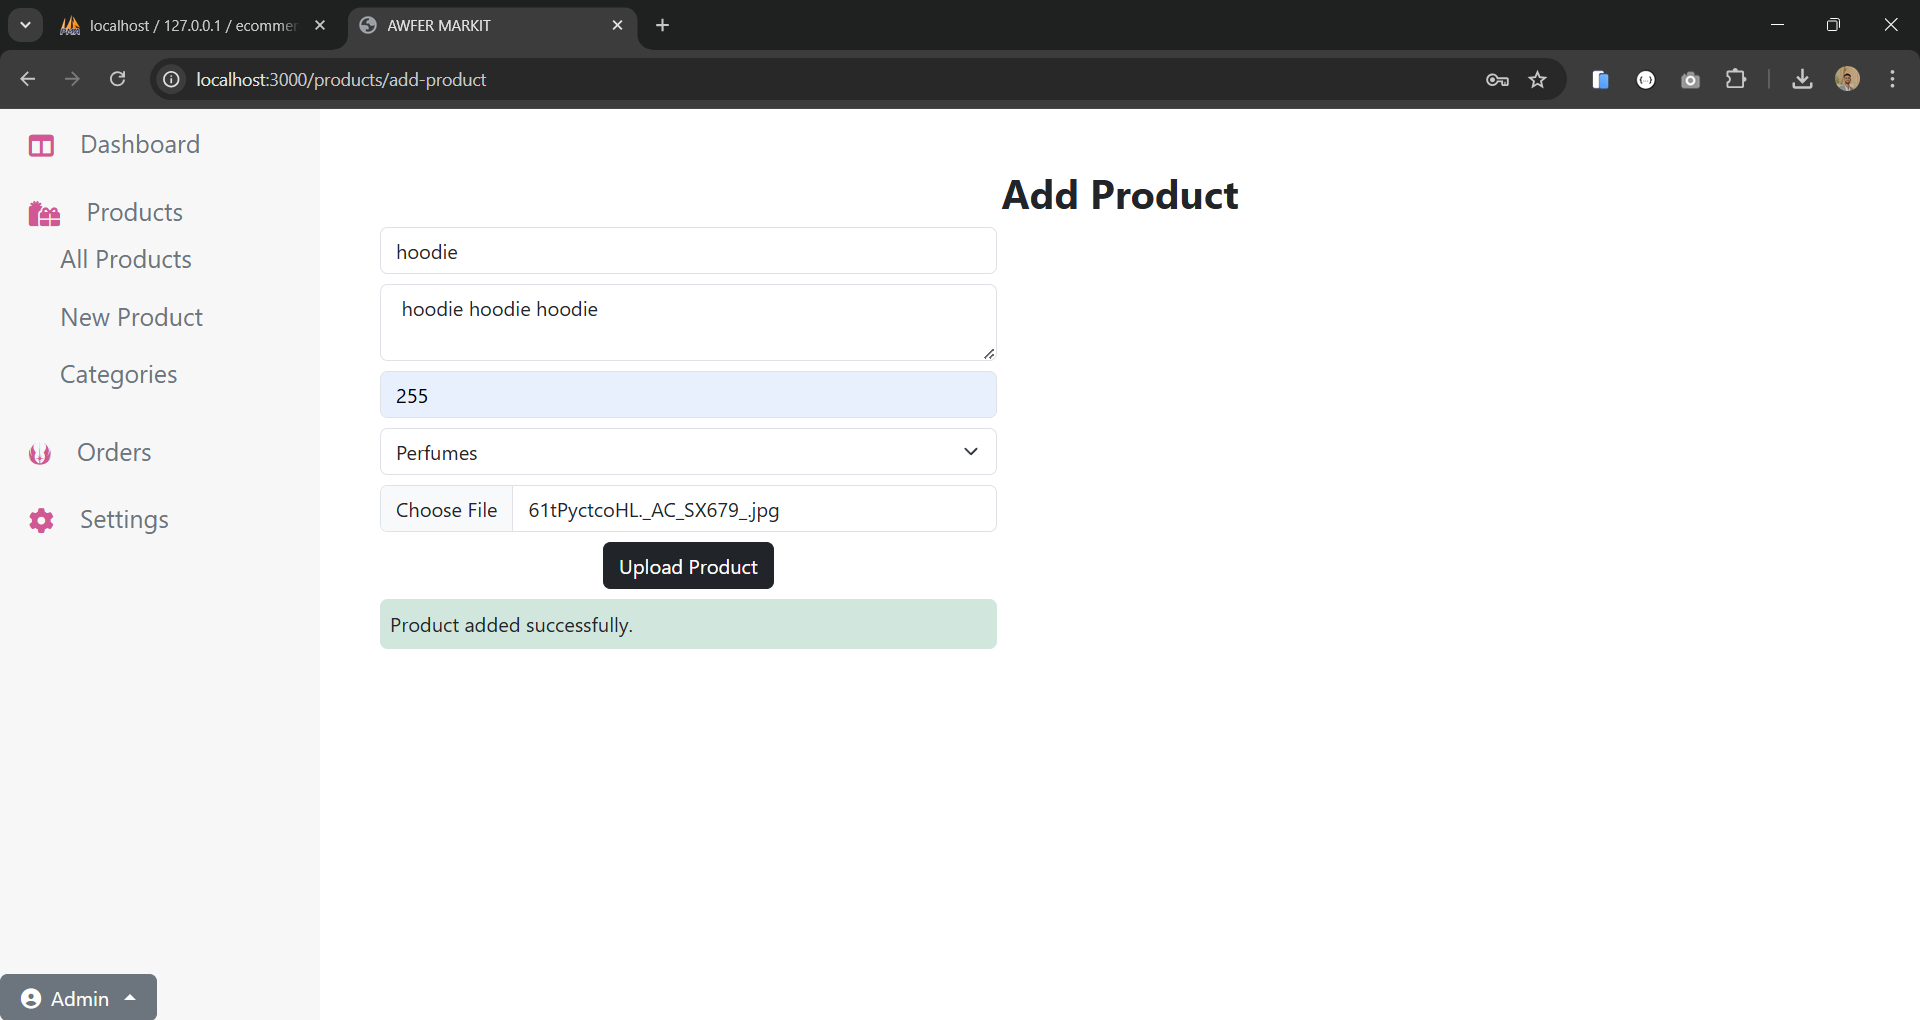 localhost / 127.0.0.1 / ecommer
AWFER MARKIT
localhost:3000/products/add-product
Dashboard
Products
All Products
New Product
Categories
Orders
Settings
Admin
Add Product
hoodie
hoodie hoodie hoodie
255
Perfumes
Choose File 61tPyctcoHL._AC_SX679_.jpg
Upload Product
Product added successfully.